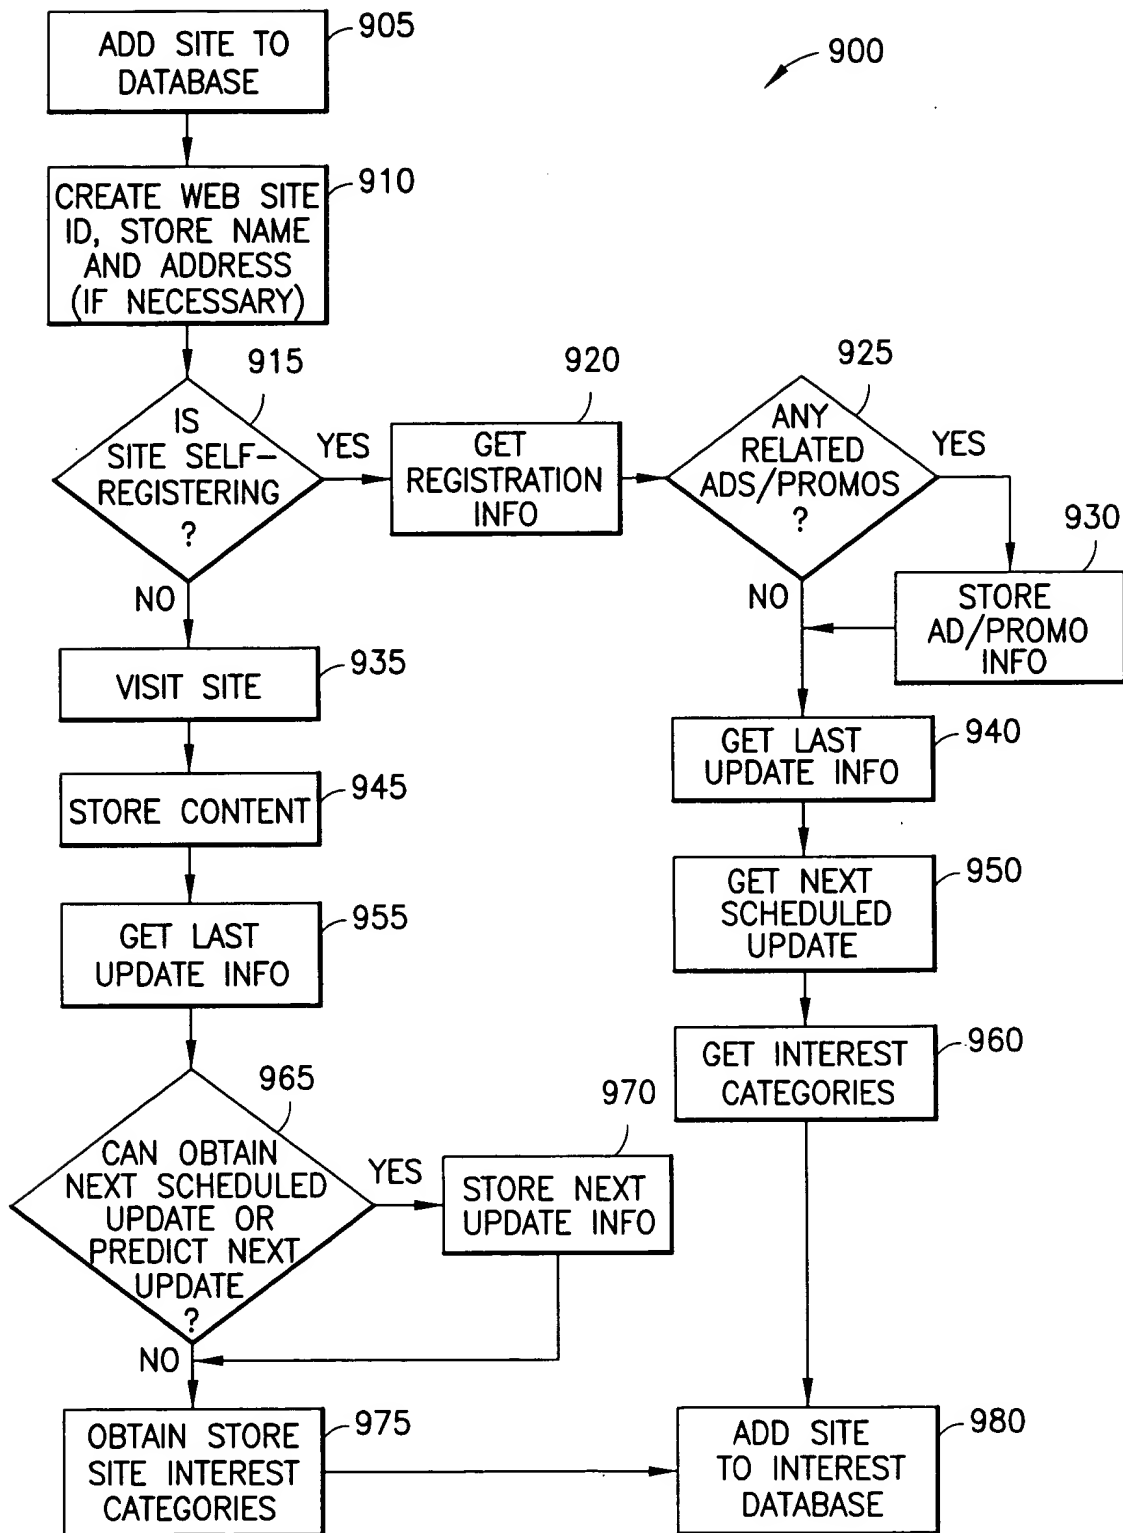 ADD SITE TO
DATABASE
905
900
CREATE WEB SITE
ID, STORE NAME
AND ADDRESS
(IF NECESSARY)
910
IS
SITE SELF-
REGISTERING
?
915
YES
NO
GET
REGISTRATION
INFO
920
ANY
RELATED
ADS/PROMOS
?
925
YES
NO
STORE
AD/PROMO
INFO
930
VISIT SITE
935
GET LAST
UPDATE INFO
940
STORE CONTENT
945
GET NEXT
SCHEDULED
UPDATE
950
GET LAST
UPDATE INFO
955
GET INTEREST
CATEGORIES
960
CAN OBTAIN
NEXT SCHEDULED
UPDATE OR
PREDICT NEXT
UPDATE
?
965
YES
NO
STORE NEXT
UPDATE INFO
970
OBTAIN STORE
SITE INTEREST
CATEGORIES
975
ADD SITE
TO INTEREST
DATABASE
980